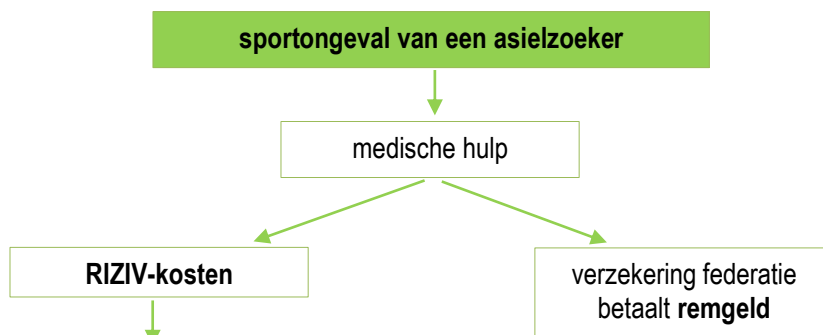 sportongeval van een asielzoeker
medische hulp
RIZIV-kosten
verzekering federatie
betaalt remgeld